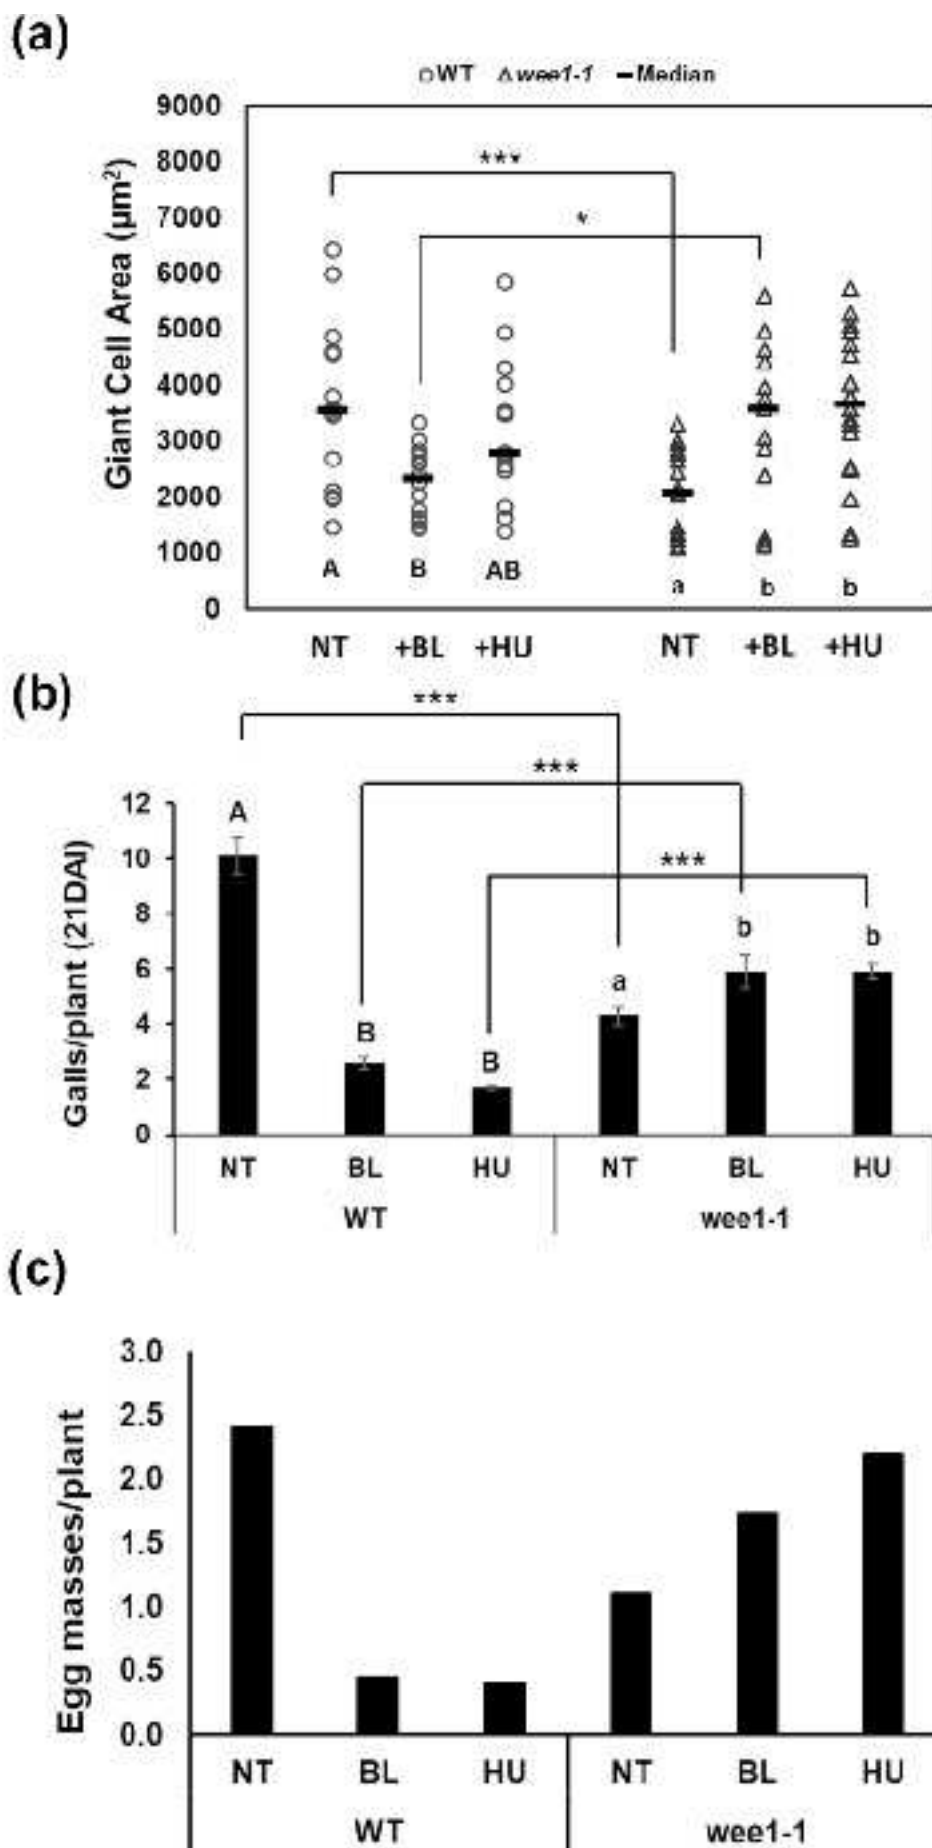 (a)
WT wee1-1 Median
9000
8000
7000
6000
5000
4000
3000
2000
1000
0
Giant Cell Area (µm²)
***
*
A B AB a b b
NT +BL +HU NT +BL +HU
(b)
***
***
***
12
10
8
6
4
2
0
Galls/plant (21DAI)
A B B a b b
NT BL HU NT BL HU
WT wee1-1
(c)
3.0
2.5
2.0
1.5
1.0
0.5
0.0
Egg masses/plant
NT BL HU NT BL HU
WT wee1-1